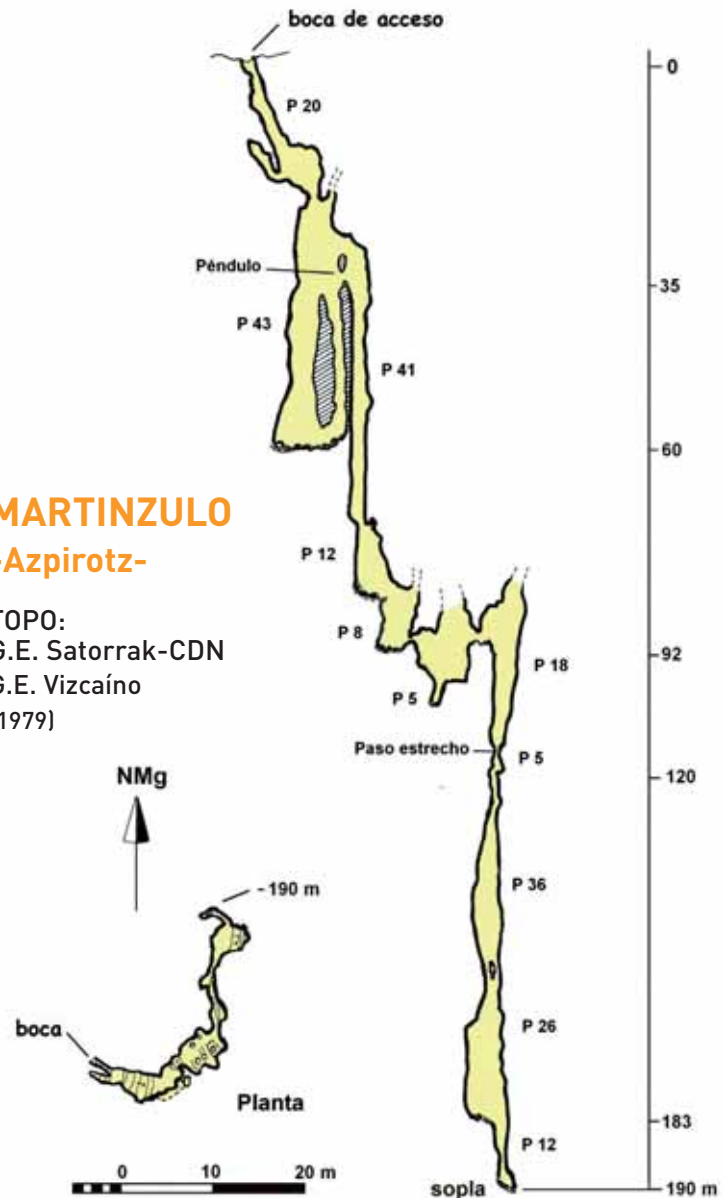 boca de acceso
0
P 20
Péndulo
35
P 43
P 41
60
MARTINZULO
-Azpirotz-
P 12
TOPO:
G.E. Satorrak-CDN
G.E. Vizcaíno
1979)
P 8
92
P 18
P 5
Paso estrecho
P 5
120
NMg
P 36
- 190 m
boca
P 26
Planta
183
P 12
0 10 20 m
sopla
190 m